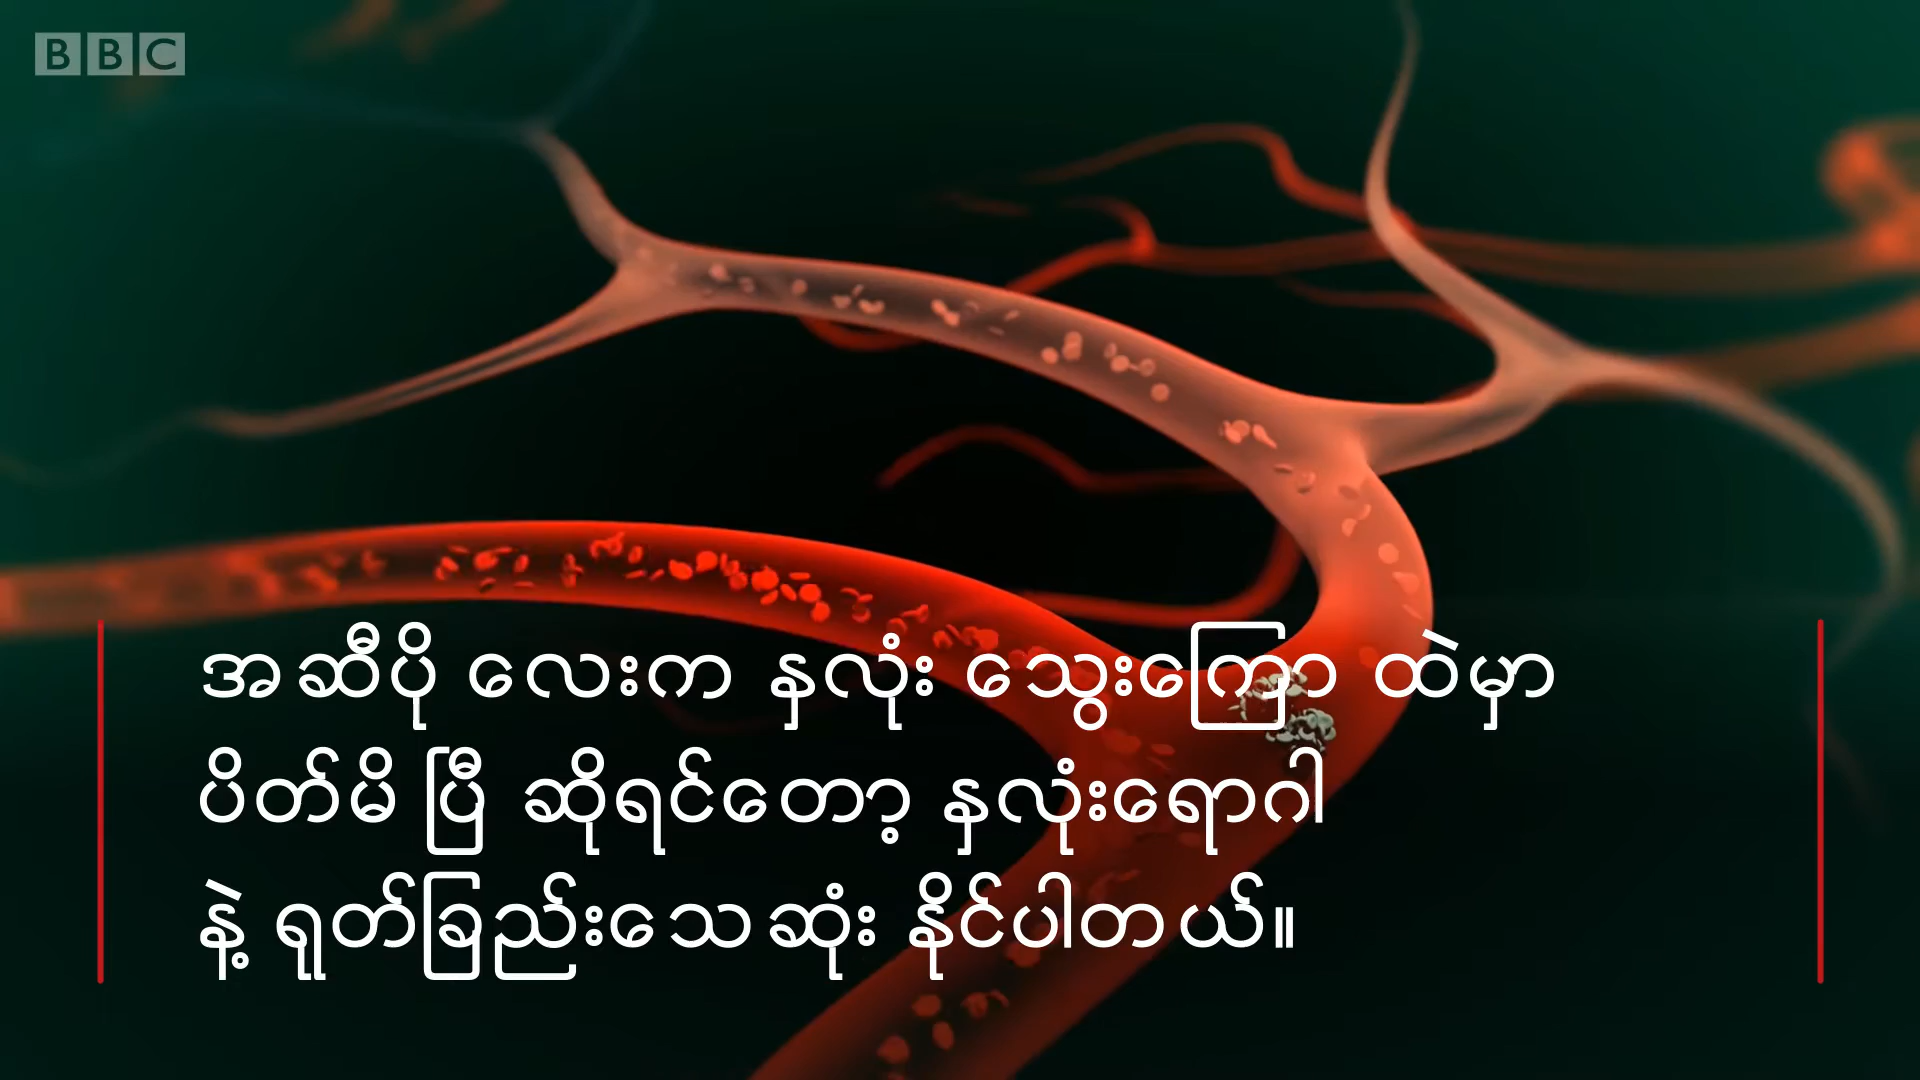 BBC
အဆီပို လေးက နှလုံး သွေးကြော ထဲမှာ
ပိတ်မိ ပြီ ဆိုရင်တော့ နှလုံးရောဂါ
နဲ့ ရုတ်ခြည်းသေဆုံး နိုင်ပါတယ်။